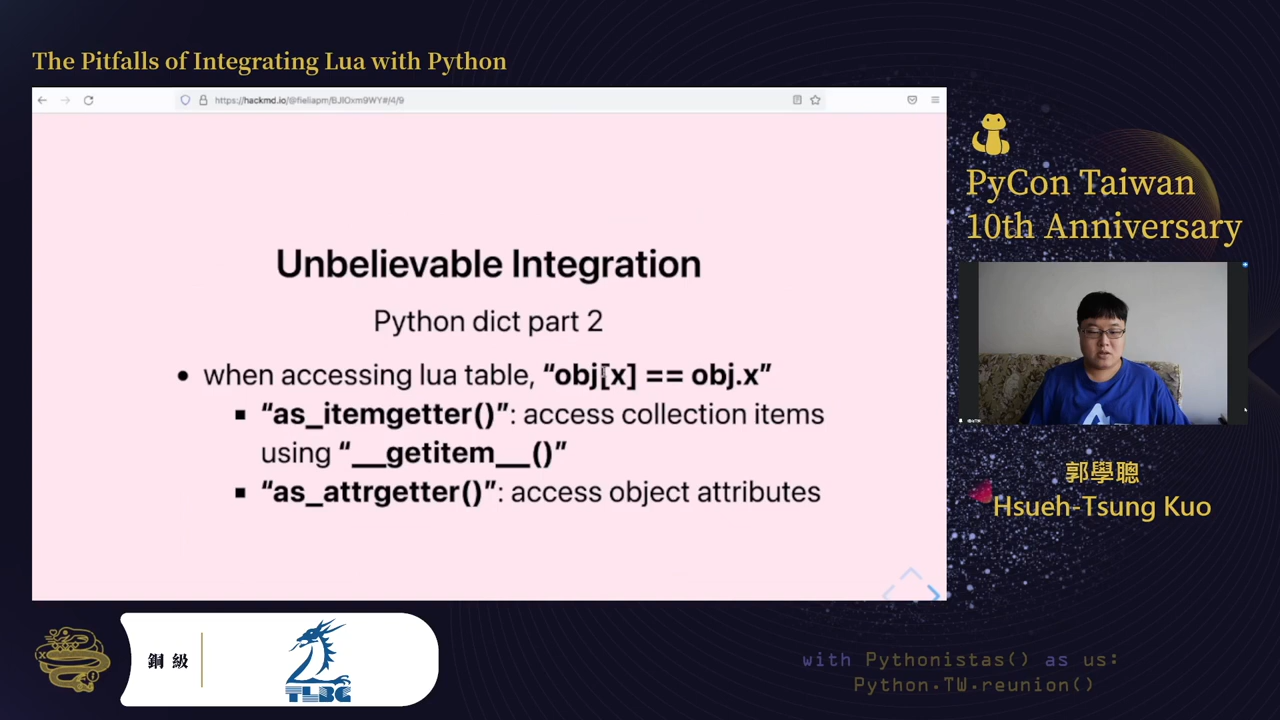 The Pitfalls of Integrating Lua with Python
https://hackmd.io/@fieliapm/BJlOxm9WY#/4/9
Unbelievable Integration
Python dict part 2
• when accessing lua table, “obj[x] == obj.x”
▪ “as_itemgetter()”: access collection items
using “__getitem__()”
▪ “as_attrgetter()”: access object attributes
PyCon Taiwan
10th Anniversary
郭學聰
Hsueh-Tsung Kuo
銅級
TLBG
with Pythonistas() as us:
Python.TW.reunion()